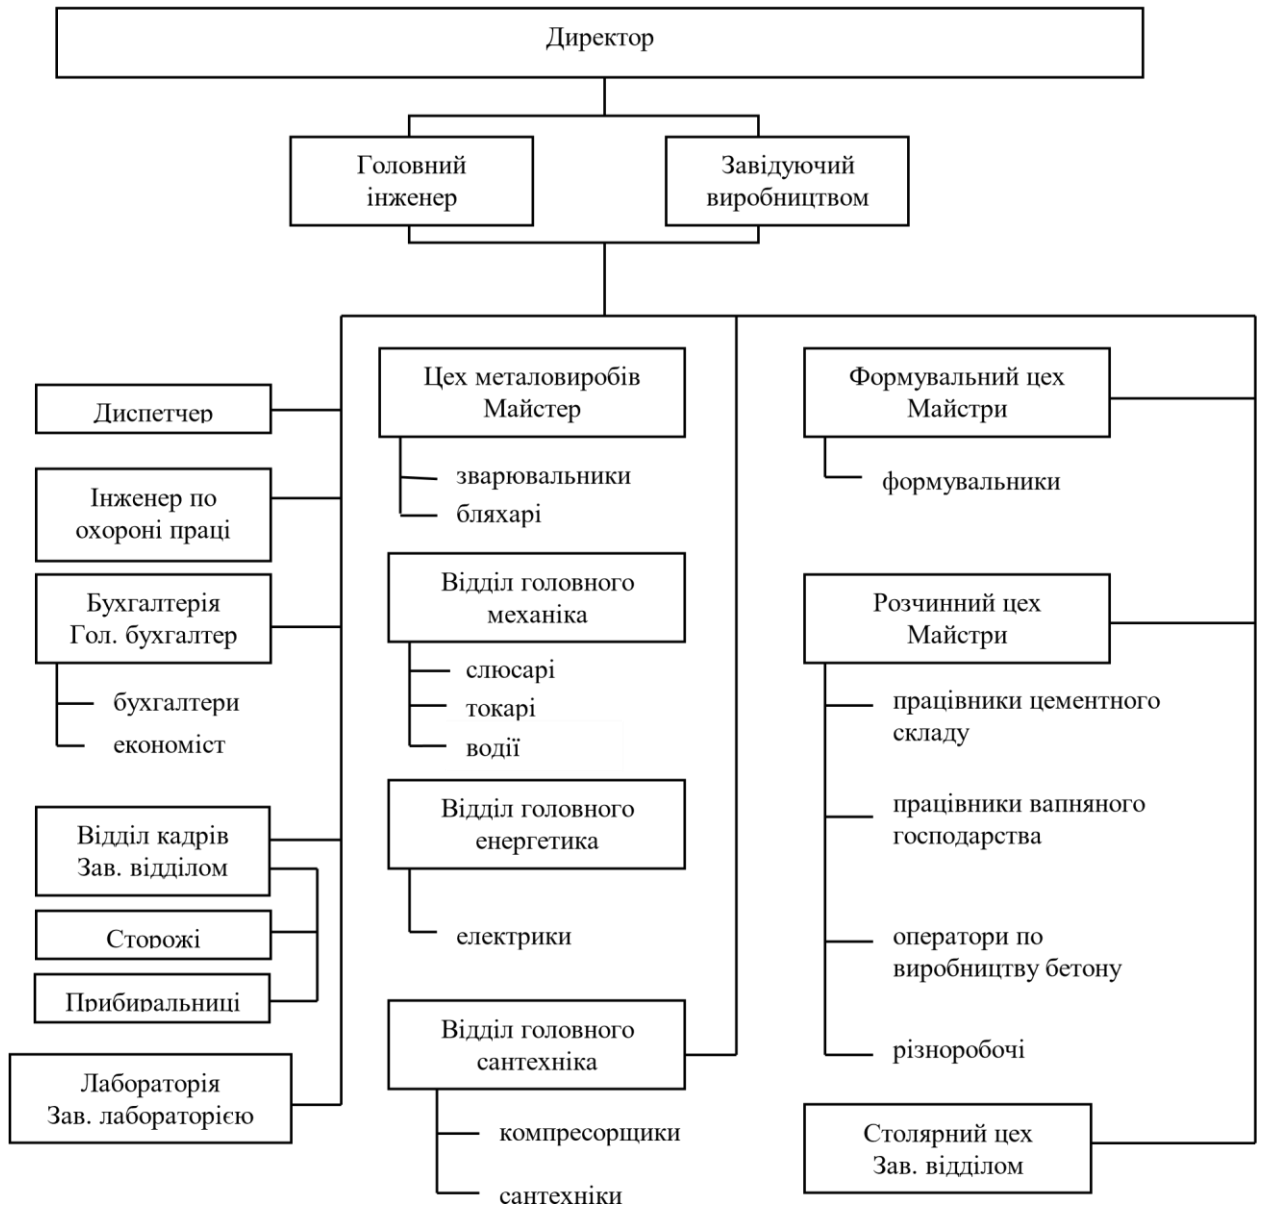 Директор
Головний
інженер
Завідуючий
виробництвом
Диспетчер
Інженер по
охороні праці
Бухгалтерія
Гол. бухгалтер
бухгалтери
економіст
Відділ кадрів
Зав. відділом
Сторожі
Прибиральниці
Лабораторія
Зав. лабораторією
Цех металовиробів
Майстер
зварювальники
бляхарі
Відділ головного
механіка
слюсарі
токарі
водії
Відділ головного
енергетика
електрики
Відділ головного
сантехніка
компресорщики
сантехніки
Формувальний цех
Майстри
формувальники
Розчинний цех
Майстри
працівники цементного
складу
працівники вапняного
господарства
оператори по
виробництву бетону
різноробочі
Столярний цех
Зав. відділом